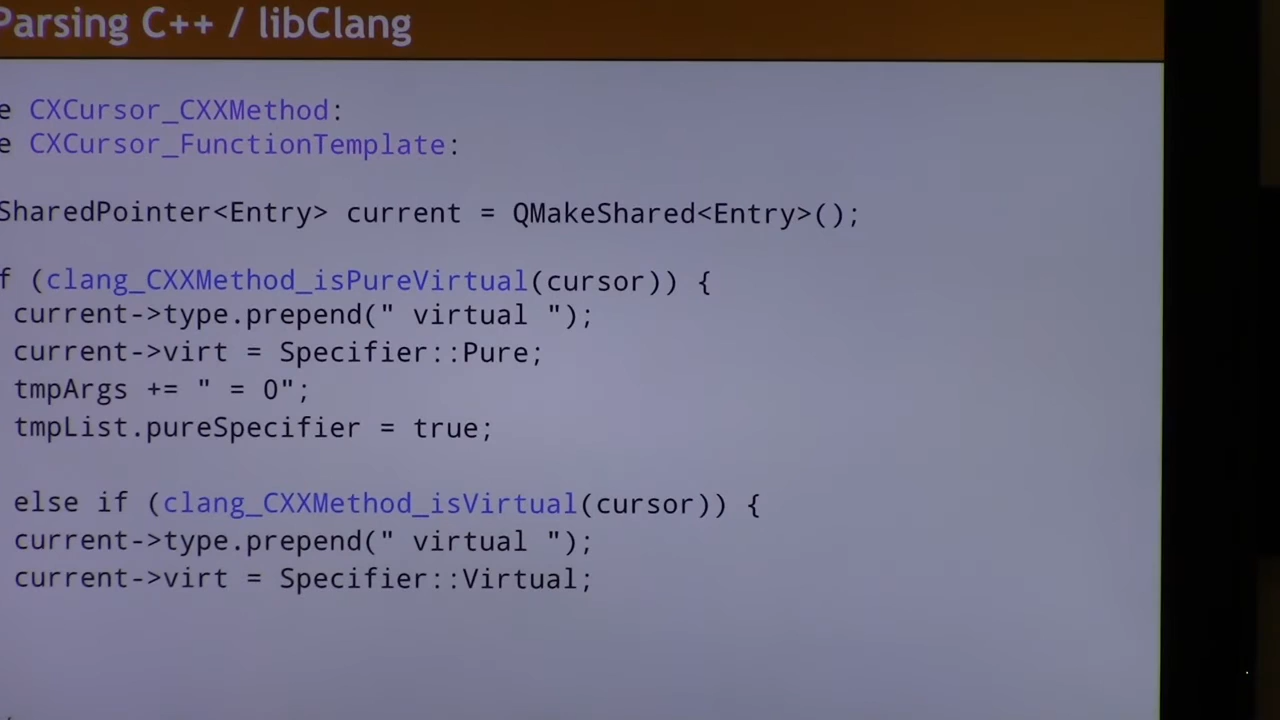 Parsing C++ / libClang
e CXCursor_CXXMethod:
e CXCursor_FunctionTemplate:
SharedPointer<Entry> current = QMakeShared<Entry>();
f (clang_CXXMethod_isPureVirtual(cursor)) {
current->type.prepend(" virtual ");
current->virt = Specifier::Pure;
tmpArgs += " = 0";
tmpList.pureSpecifier = true;
else if (clang_CXXMethod_isVirtual(cursor)) {
current->type.prepend(" virtual ");
current->virt = Specifier::Virtual;